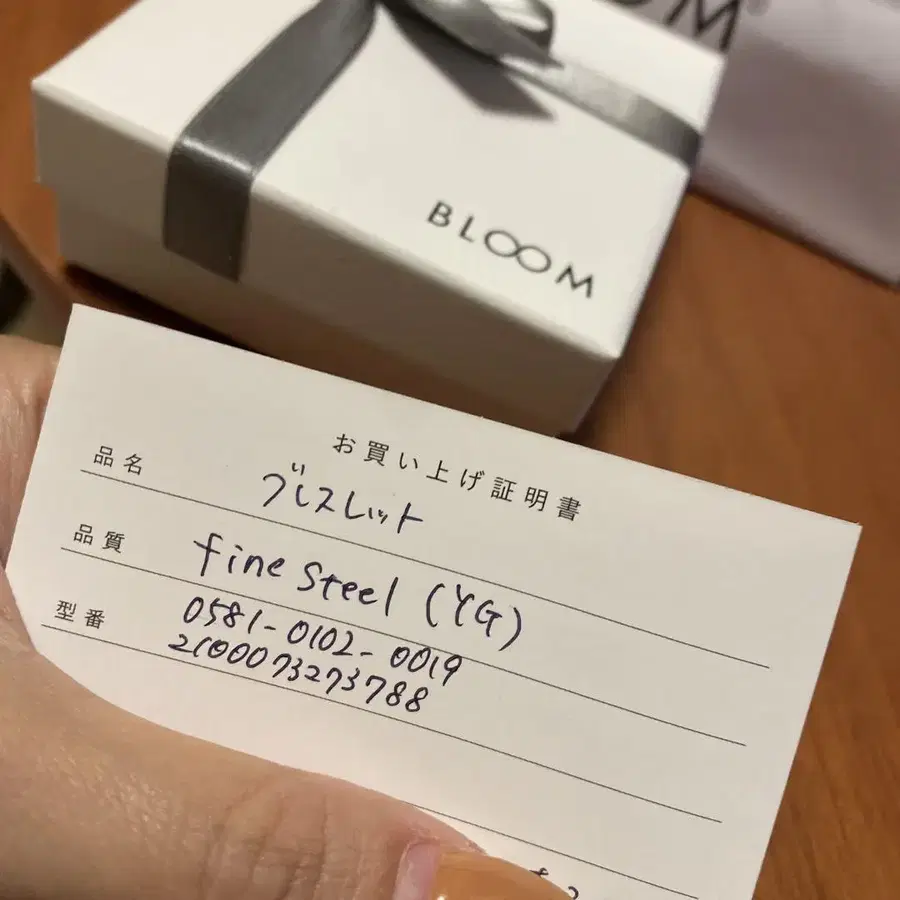 BLOOM
お買い上げ証明書
品名 ブレスレット
品質 fine steel (YG)
型番 0581-0102-0019
2100073273788